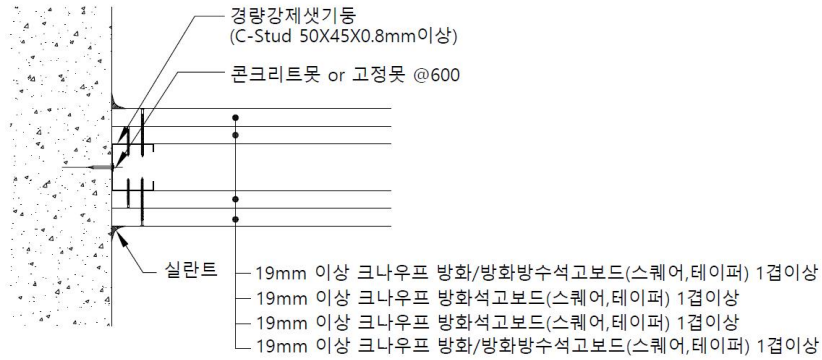 경량강제샛기둥
(C-Stud 50X45X0.8mm이상)
콘크리트못 or 고정못 @600
실란트
19mm 이상 크나우프 방화/방화방수석고보드(스퀘어,테이퍼) 1겹이상
19mm 이상 크나우프 방화석고보드(스퀘어,테이퍼) 1겹이상
19mm 이상 크나우프 방화석고보드(스퀘어,테이퍼) 1겹이상
19mm 이상 크나우프 방화/방화방수석고보드(스퀘어,테이퍼) 1겹이상